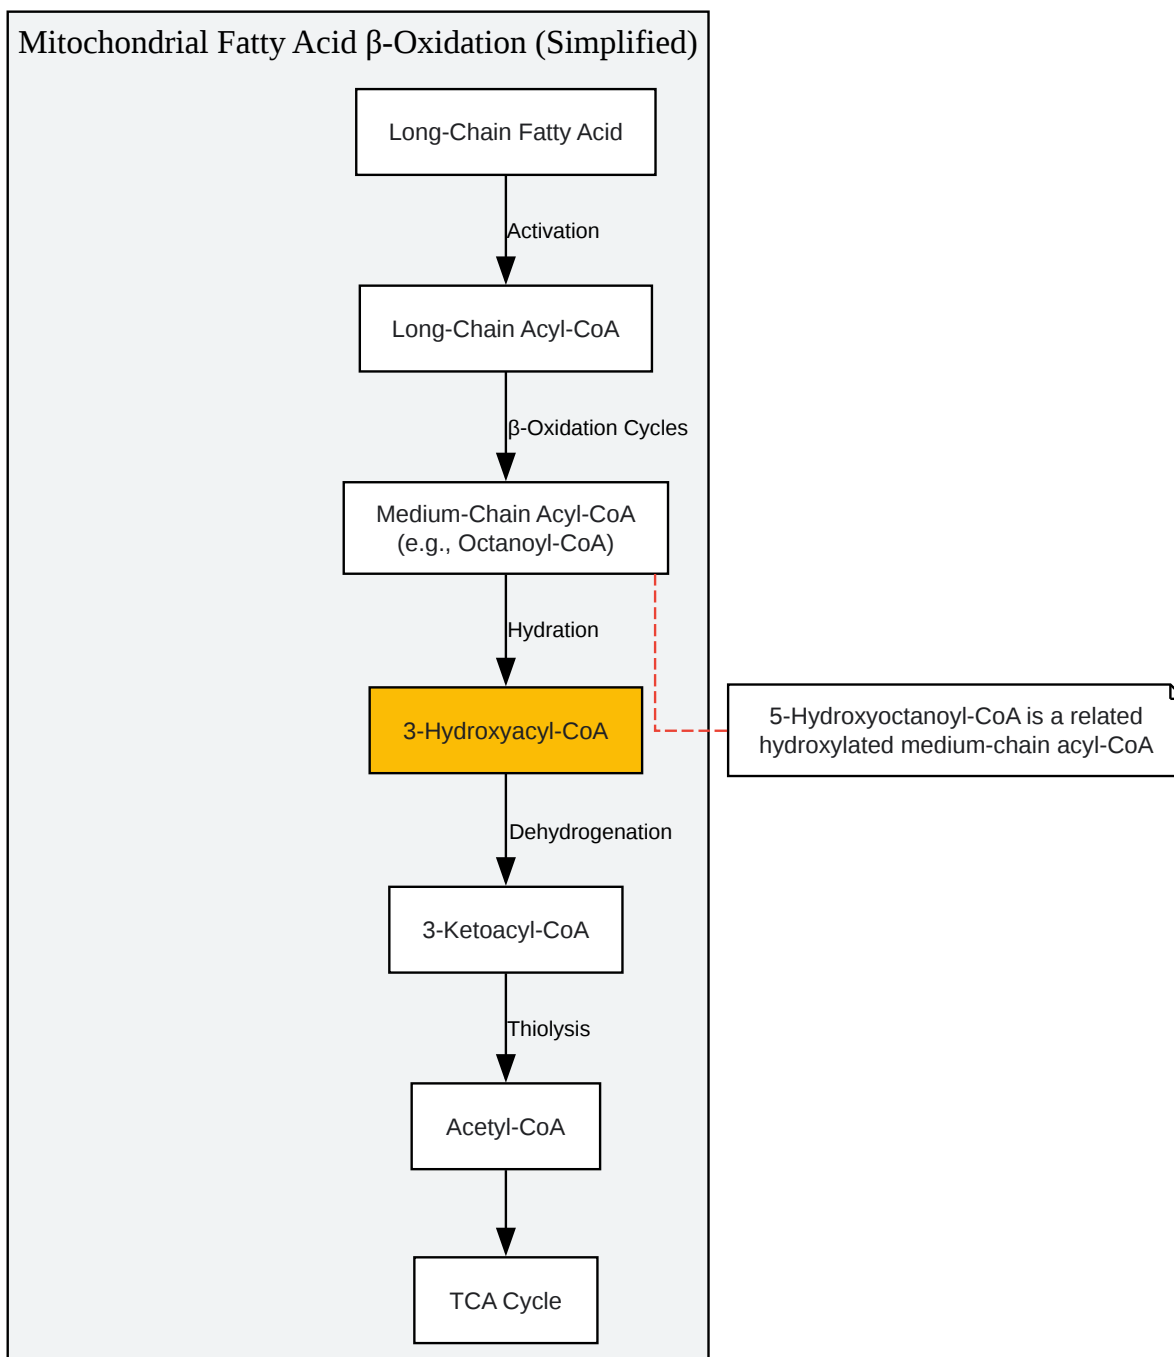 Mitochondrial Fatty Acid β-Oxidation (Simplified)
Long-Chain Fatty Acid
Activation
Long-Chain Acyl-CoA
β-Oxidation Cycles
Medium-Chain Acyl-CoA
(e.g., Octanoyl-CoA)
Hydration
3-Hydroxyacyl-CoA
5-Hydroxyoctanoyl-CoA is a related
hydroxylated medium-chain acyl-CoA
Dehydrogenation
3-Ketoacyl-CoA
Thiolysis
Acetyl-CoA
TCA Cycle